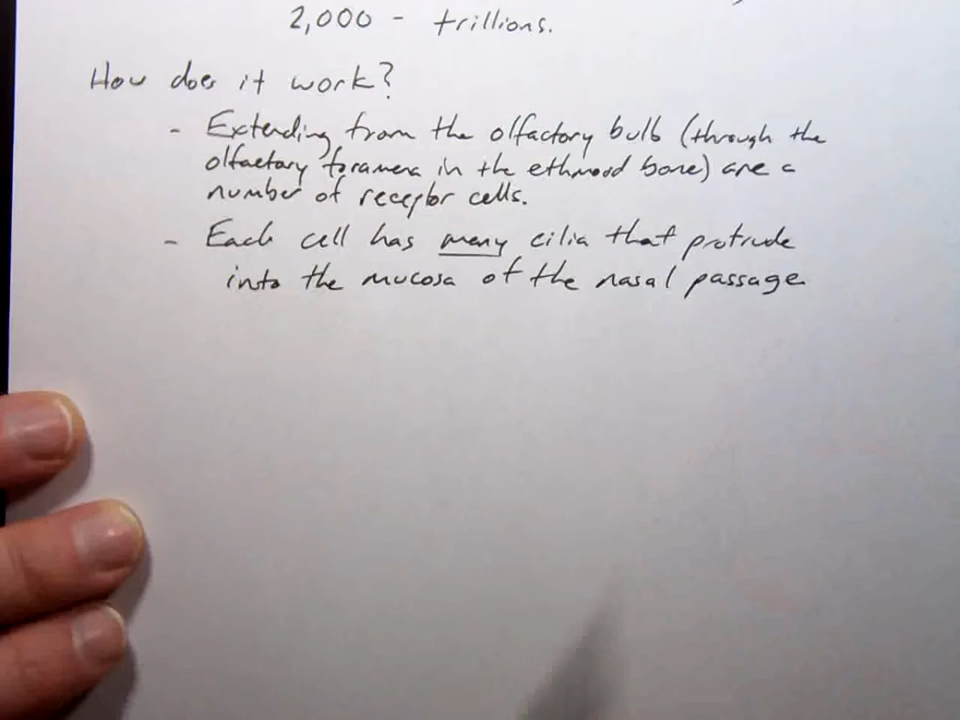 2,000 - trillions.
How does it work?
- Extending from the olfactory bulb (through the
olfactory foramena in the ethmoid bone) are a
number of receptor cells.
- Each cell has many cilia that protrude
into the mucosa of the nasal passage